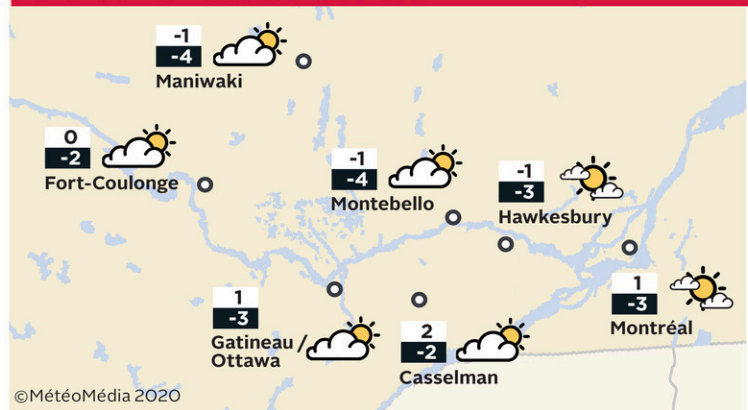 -1
-4
Maniwaki
0
-2
Fort-Coulonge
-1
-4
Montebello
-1
-3
Hawkesbury
1
-3
Gatineau /
Ottawa
2
-2
Casselman
1
-3
Montréal
©MétéoMédia 2020